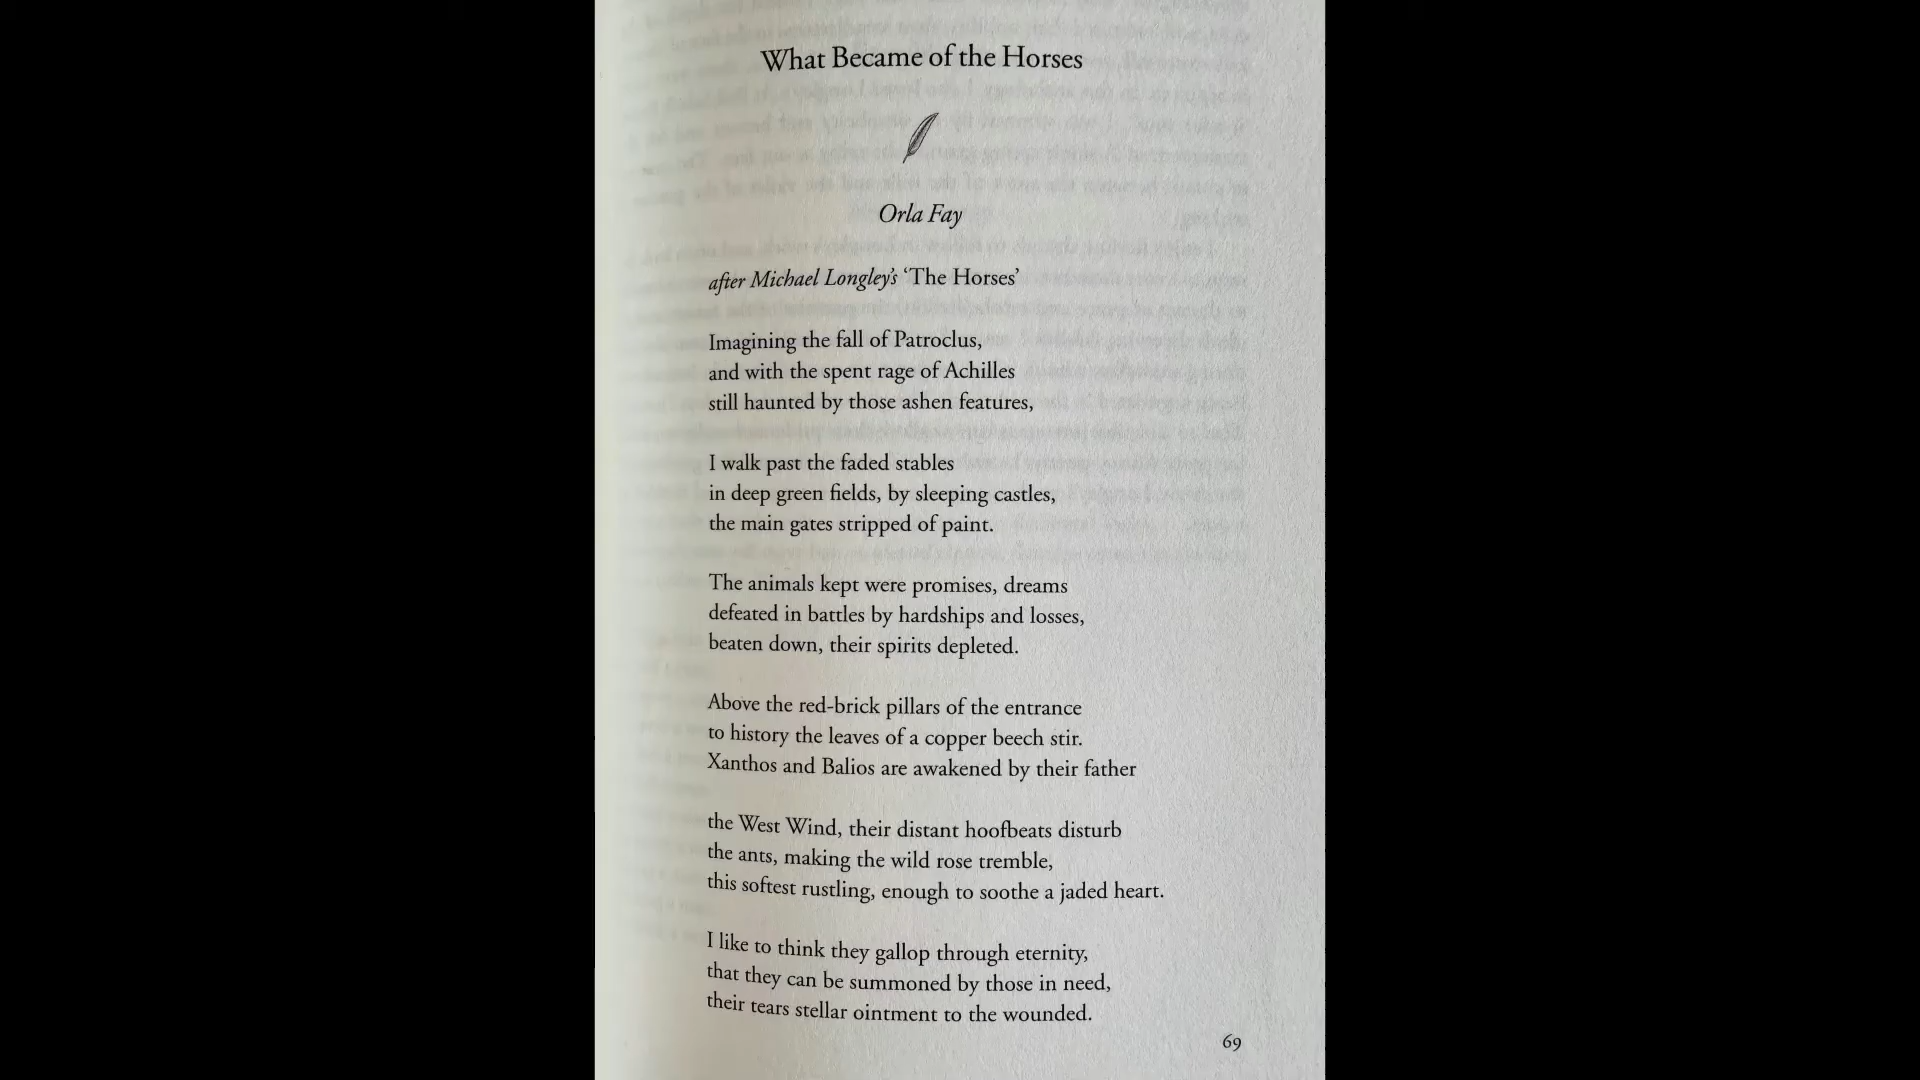 What Became of the Horses
Orla Fay
after Michael Longley's ‘The Horses’
Imagining the fall of Patroclus,
and with the spent rage of Achilles
still haunted by those ashen features,
I walk past the faded stables
in deep green fields, by sleeping castles,
the main gates stripped of paint.
The animals kept were promises, dreams
defeated in battles by hardships and losses,
beaten down, their spirits depleted.
Above the red-brick pillars of the entrance
to history the leaves of a copper beech stir.
Xanthos and Balios are awakened by their father
the West Wind, their distant hoofbeats disturb
the ants, making the wild rose tremble,
this softest rustling, enough to soothe a jaded heart.
I like to think they gallop through eternity,
that they can be summoned by those in need,
their tears stellar ointment to the wounded.
69